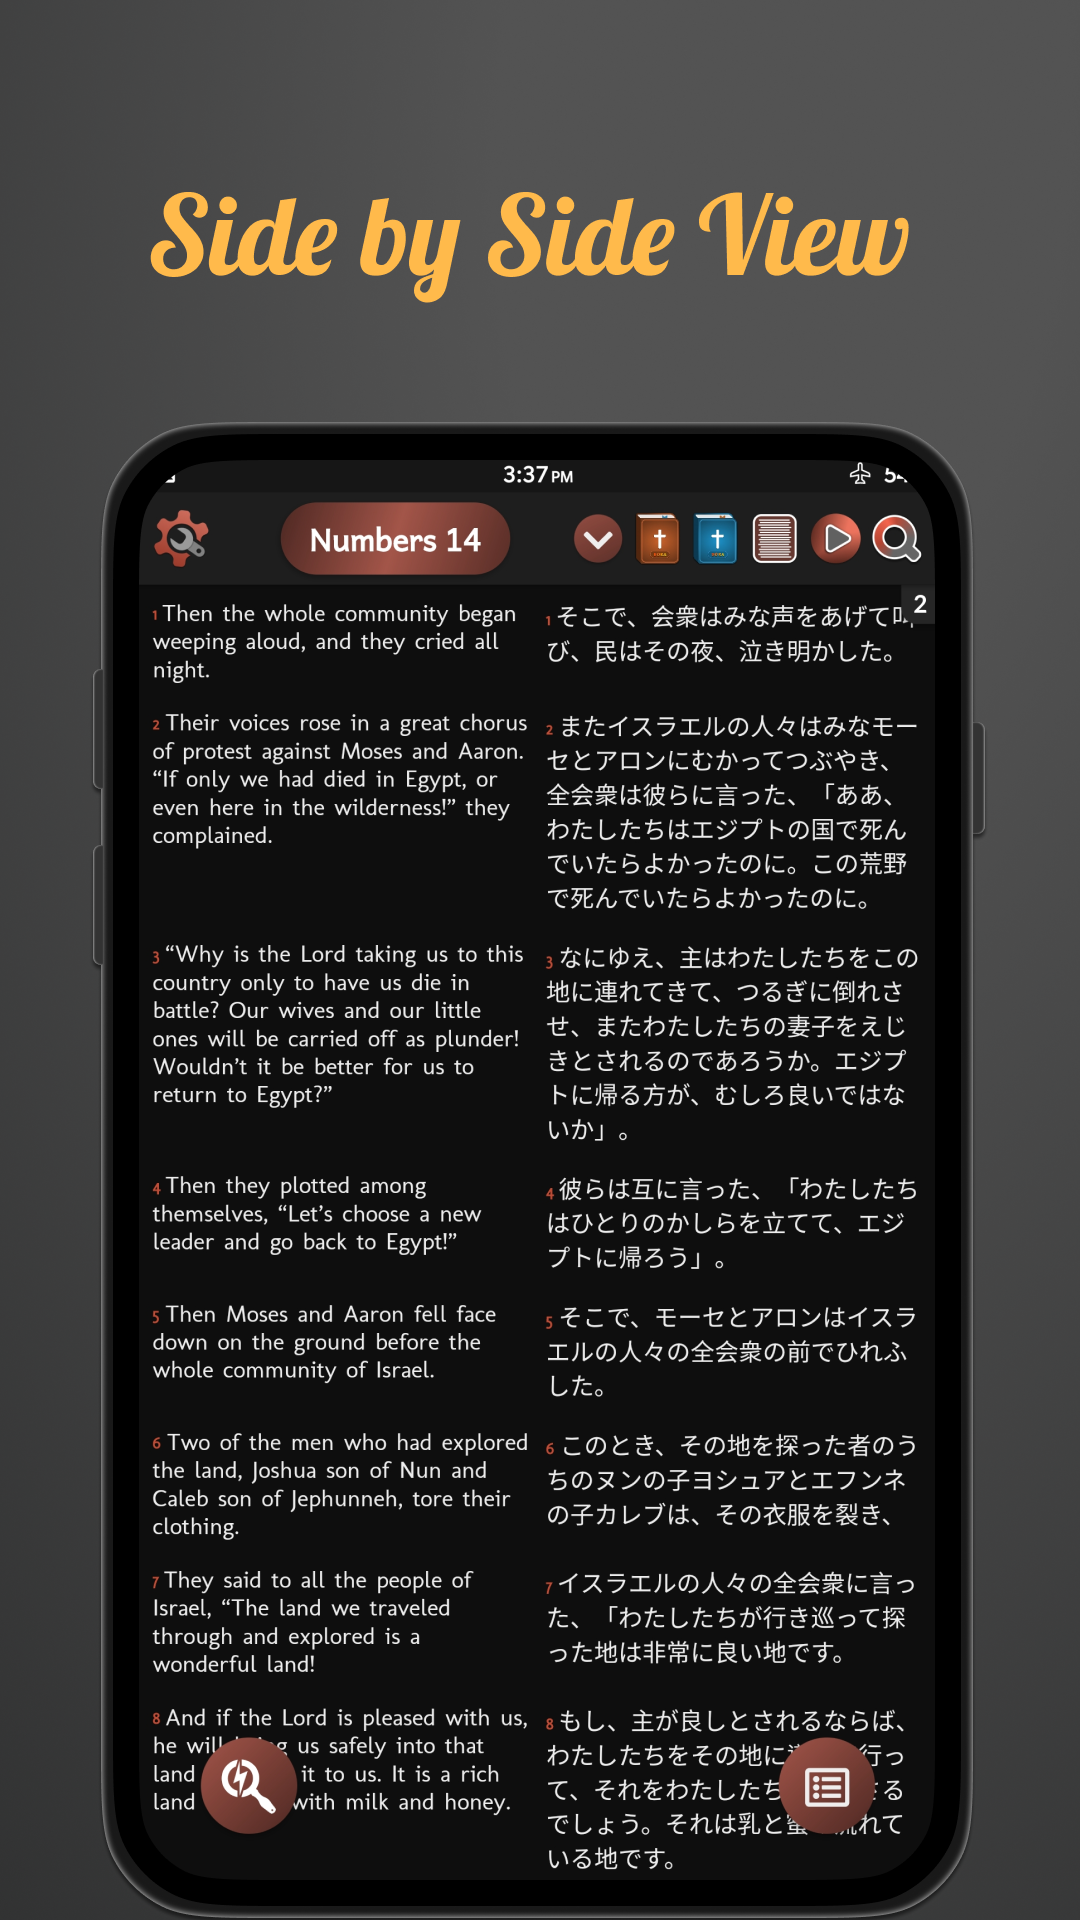 Side by Side View
3:37 PM
Numbers 14
2
1 Then the whole community began
weeping aloud, and they cried all
night.
2 Their voices rose in a great chorus
of protest against Moses and Aaron.
“If only we had died in Egypt, or
even here in the wilderness!” they
complained.
3 “Why is the Lord taking us to this
country only to have us die in
battle? Our wives and our little
ones will be carried off as plunder!
Wouldn’t it be better for us to
return to Egypt?”
4 Then they plotted among
themselves, “Let’s choose a new
leader and go back to Egypt!”
5 Then Moses and Aaron fell face
down on the ground before the
whole community of Israel.
6 Two of the men who had explored
the land, Joshua son of Nun and
Caleb son of Jephunneh, tore their
clothing.
7 They said to all the people of
Israel, “The land we traveled
through and explored is a
wonderful land!
8 And if the Lord is pleased with us,
he will us safely into that
land it to us. It is a rich
land with milk and honey.
1 そこで、会衆はみな声をあげて叫
び、民はその夜、泣き明かした。
2 またイスラエルの人々はみなモー
セとアロンにむかってつぶやき、
全会衆は彼らに言った、「ああ、
わたしたちはエジプトの国で死ん
でいたらよかったのに。この荒野
で死んでいたらよかったのに。
3 なにゆえ、主はわたしたちをこの
地に連れてきて、つるぎに倒れさ
せ、またわたしたちの妻子をえじ
きとされるのであろうか。エジプ
トに帰る方が、むしろ良いではな
いか」。
4 彼らは互に言った、「わたしたち
はひとりのかしらを立てて、エジ
プトに帰ろう」。
5 そこで、モーセとアロンはイスラ
エルの人々の全会衆の前でひれふ
した。
6 このとき、その地を探った者のう
ちのヌンの子ヨシュアとエフンネ
の子カレブは、その衣服を裂き、
7 イスラエルの人々の全会衆に言っ
た、「わたしたちが行き巡って探
った地は非常に良い地です。
8 もし、主が良しとされるならば、
わたしたちをその地に 行っ
て、それをわたしたち さる
でしょう。それは乳と蜜 流れて
いる地です。